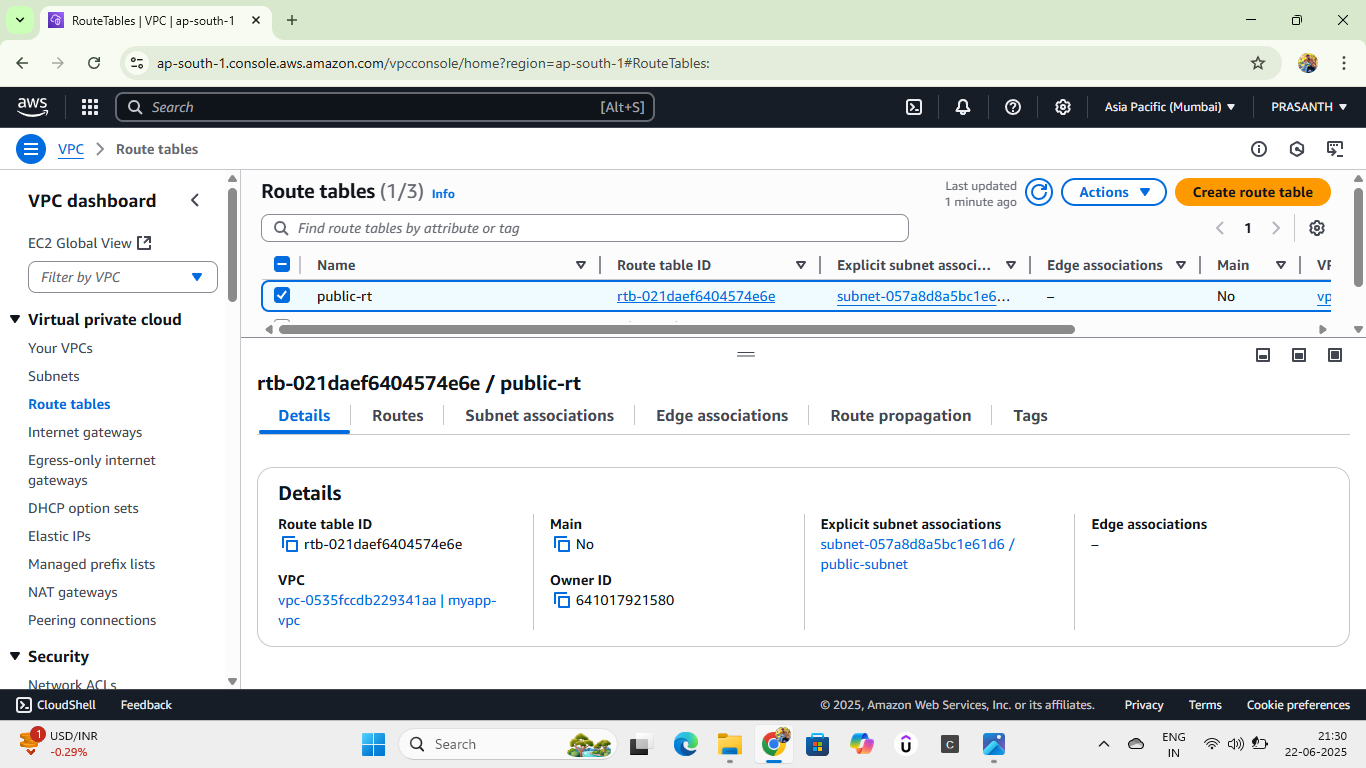 RouteTables | VPC | ap-south-1
ap-south-1.console.aws.amazon.com/vpcconsole/home?region=ap-south-1#RouteTables:
aws
Search
[Alt+S]
Asia Pacific (Mumbai)
PRASANTH
VPC
Route tables
VPC dashboard
EC2 Global View
Filter by VPC
Virtual private cloud
Your VPCs
Subnets
Route tables
Internet gateways
Egress-only internet
gateways
DHCP option sets
Elastic IPs
Managed prefix lists
NAT gateways
Peering connections
Security
Network ACLs
Route tables (1/3) Info
Last updated
1 minute ago
Actions
Create route table
Find route tables by attribute or tag
1
Name
Route table ID
Explicit subnet associ...
Edge associations
Main
public-rt
rtb-021daef6404574e6e
subnet-057a8d8a5bc1e6...
–
No
vp
rtb-021daef6404574e6e / public-rt
Details
Routes
Subnet associations
Edge associations
Route propagation
Tags
Details
Route table ID
rtb-021daef6404574e6e
VPC
vpc-0535fccdb229341aa | myapp-
vpc
Main
No
Owner ID
641017921580
Explicit subnet associations
subnet-057a8d8a5bc1e61d6 /
public-subnet
Edge associations
–
CloudShell
Feedback
© 2025, Amazon Web Services, Inc. or its affiliates.
Privacy
Terms
Cookie preferences
1
USD/INR
-0.29%
Search
ENG
IN
21:30
22-06-2025